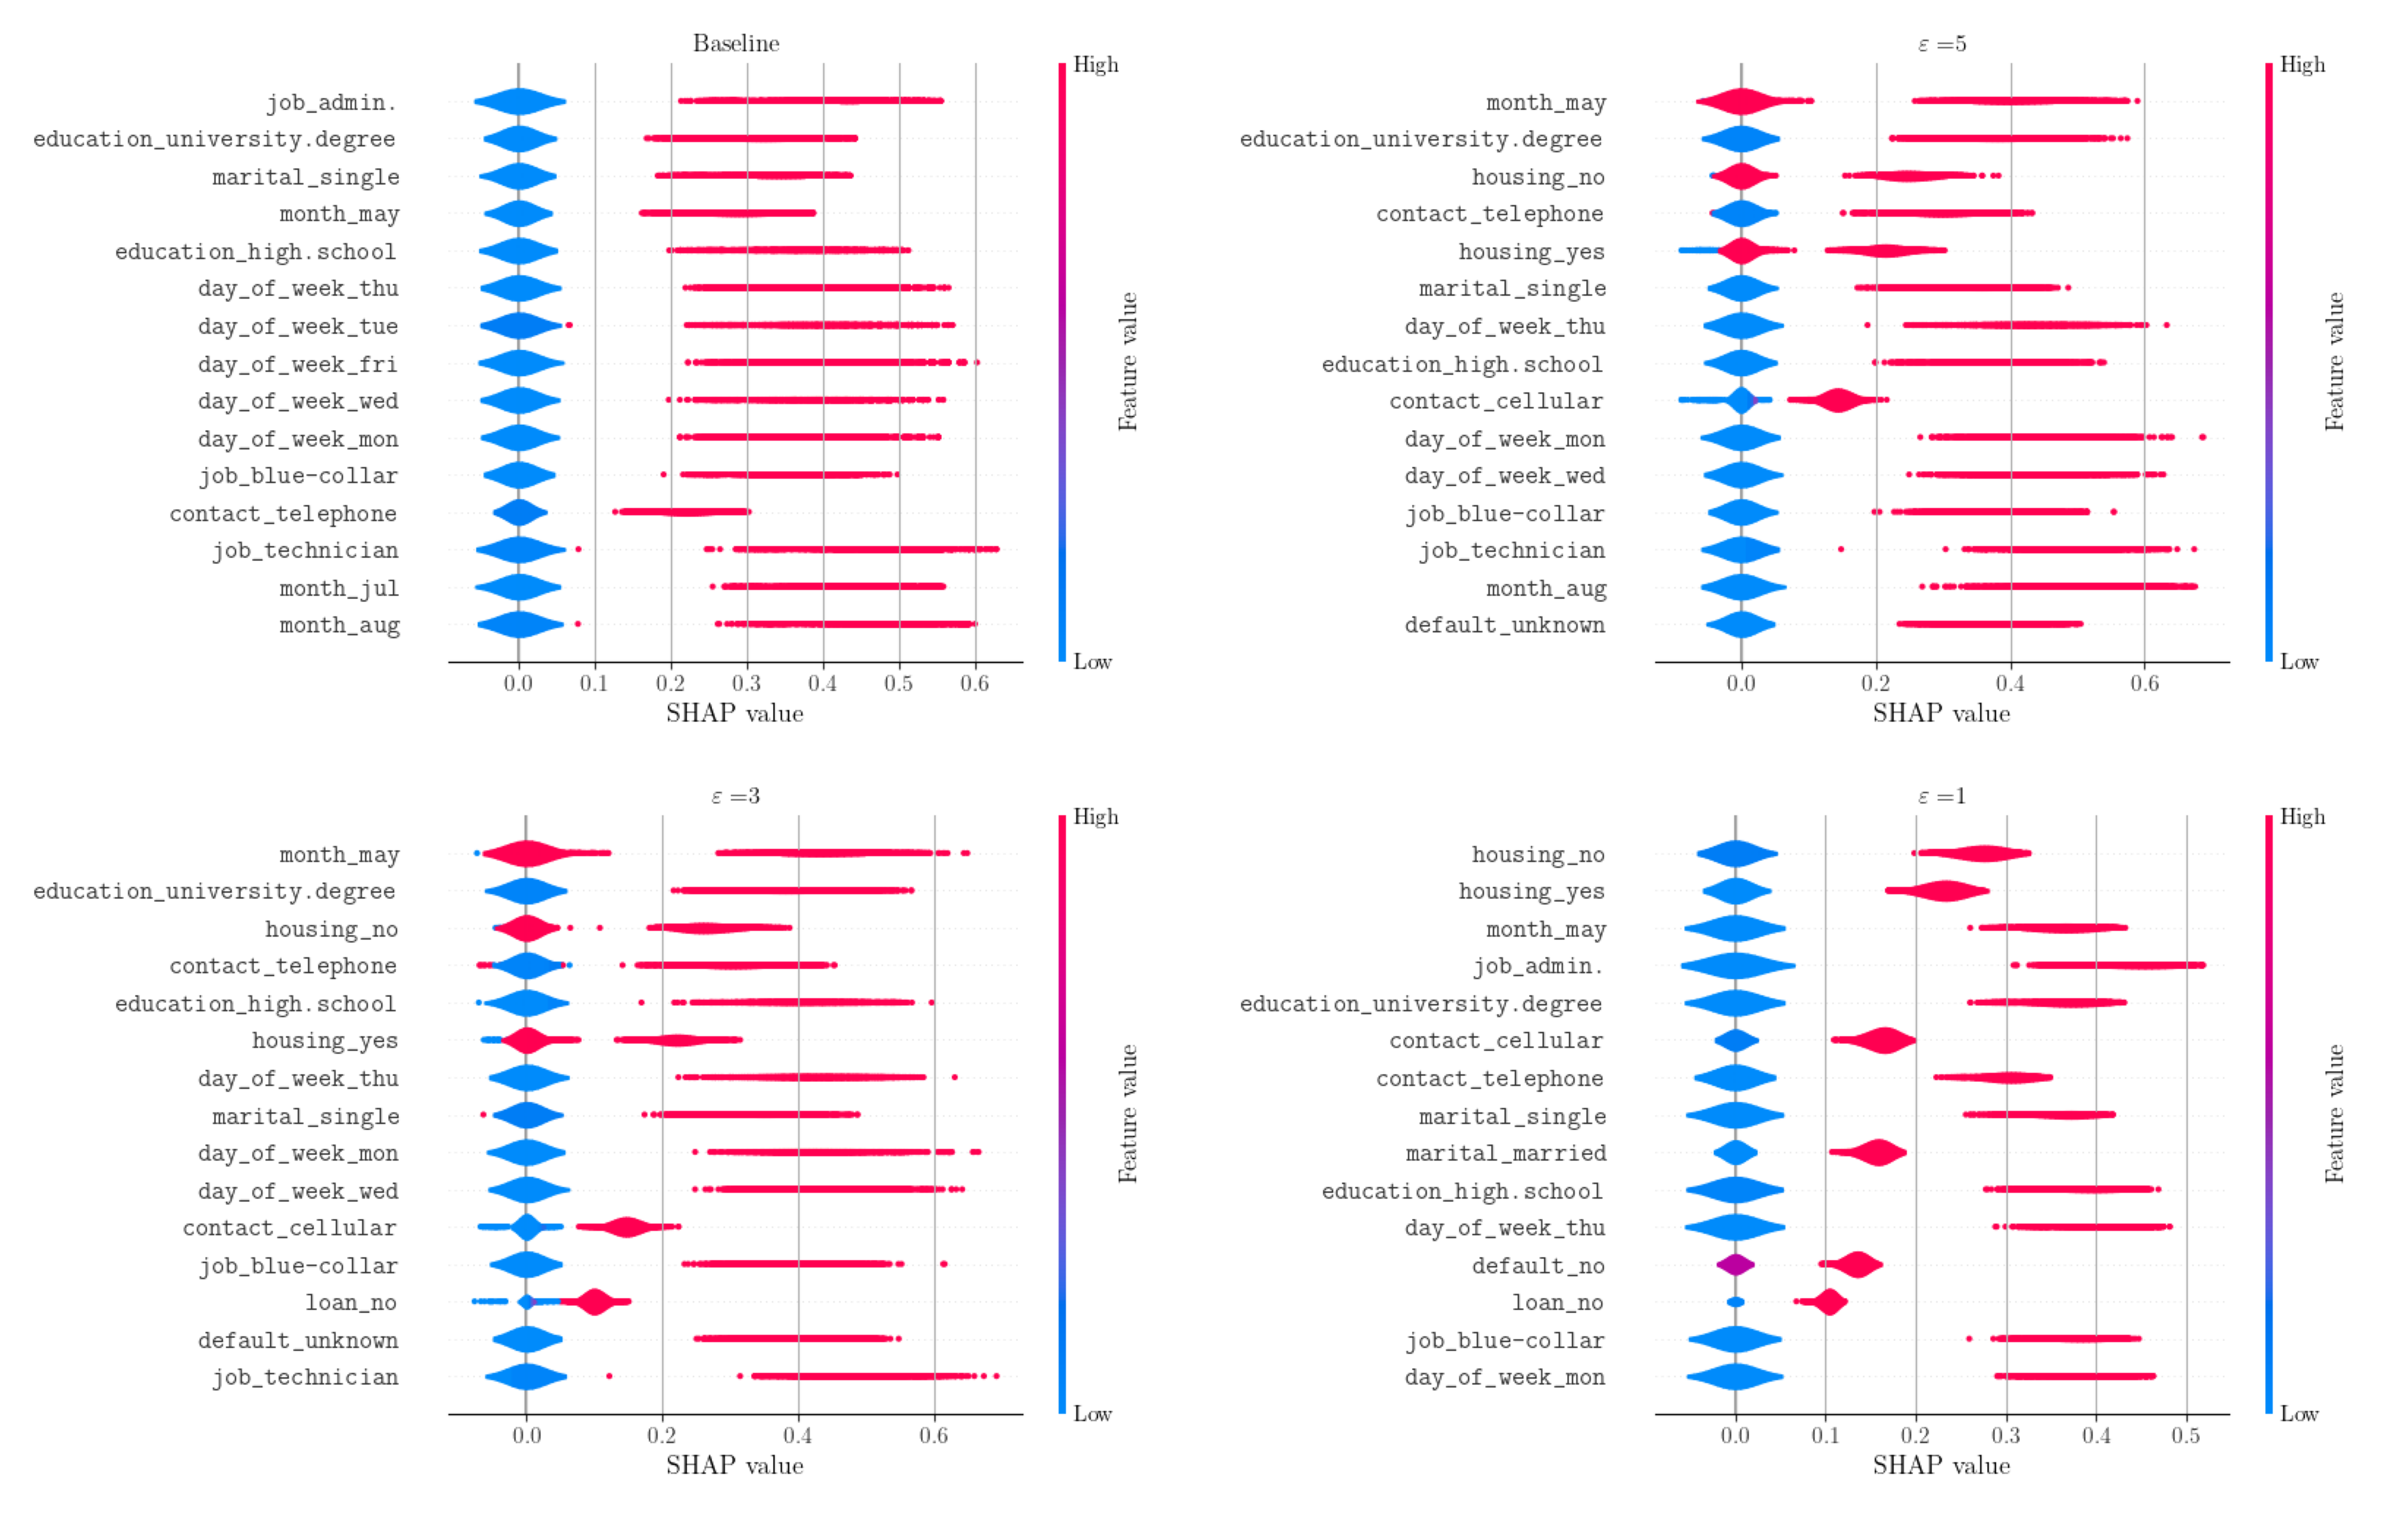 Baseline
High
job_admin.
education_university.degree
marital_single
month_may
education_high.school
day_of_week_thu
day_of_week_tue
day_of_week_fri
day_of_week_wed
day_of_week_mon
job_blue-collar
contact_telephone
job_technician
month_jul
month_aug
Feature value
Low
0.0 0.1 0.2 0.3 0.4 0.5 0.6
SHAP value
ε =5
High
month_may
education_university.degree
housing_no
contact_telephone
housing_yes
marital_single
day_of_week_thu
education_high.school
contact_cellular
day_of_week_mon
day_of_week_wed
job_blue-collar
job_technician
month_aug
default_unknown
Feature value
Low
0.0 0.2 0.4 0.6
SHAP value
ε =3
High
month_may
education_university.degree
housing_no
contact_telephone
education_high.school
housing_yes
day_of_week_thu
marital_single
day_of_week_mon
day_of_week_wed
contact_cellular
job_blue-collar
loan_no
default_unknown
job_technician
Feature value
Low
0.0 0.2 0.4 0.6
SHAP value
ε =1
High
housing_no
housing_yes
month_may
job_admin.
education_university.degree
contact_cellular
contact_telephone
marital_single
marital_married
education_high.school
day_of_week_thu
default_no
loan_no
job_blue-collar
day_of_week_mon
Feature value
Low
0.0 0.1 0.2 0.3 0.4 0.5
SHAP value